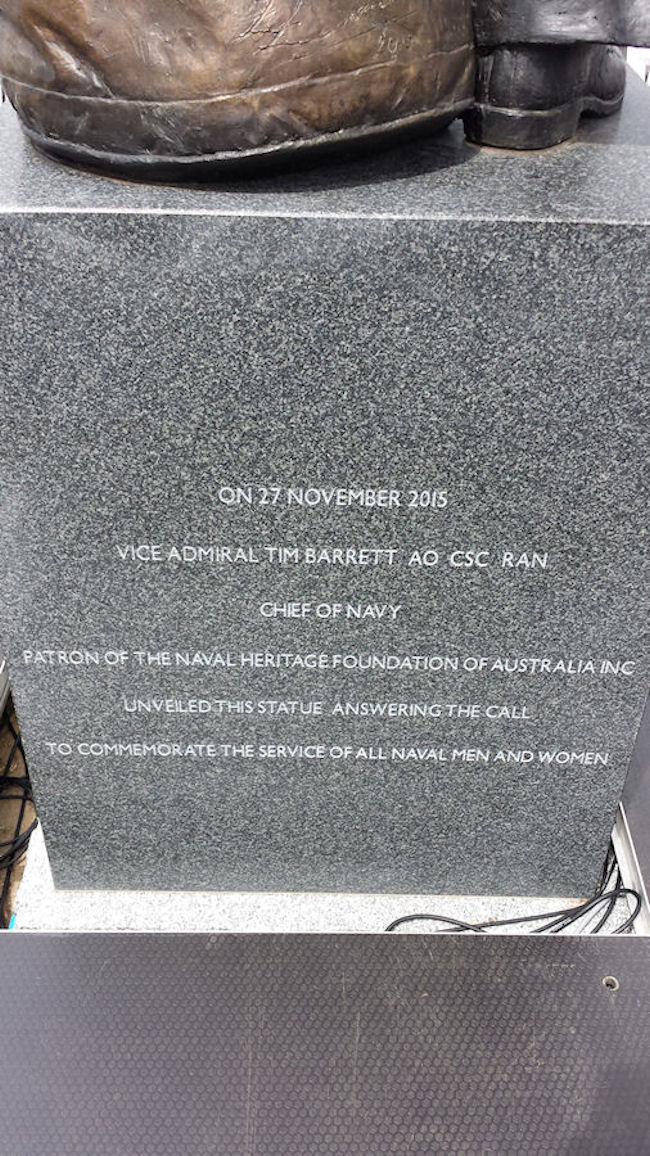 ON 27 NOVEMBER 2015
VICE ADMIRAL TIM BARRETT AO CSC RAN
CHIEF OF NAVY
PATRON OF THE NAVAL HERITAGE FOUNDATION OF AUSTRALIA INC
UNVEILED THIS STATUE ANSWERING THE CALL
TO COMMEMORATE THE SERVICE OF ALL NAVAL MEN AND WOMEN